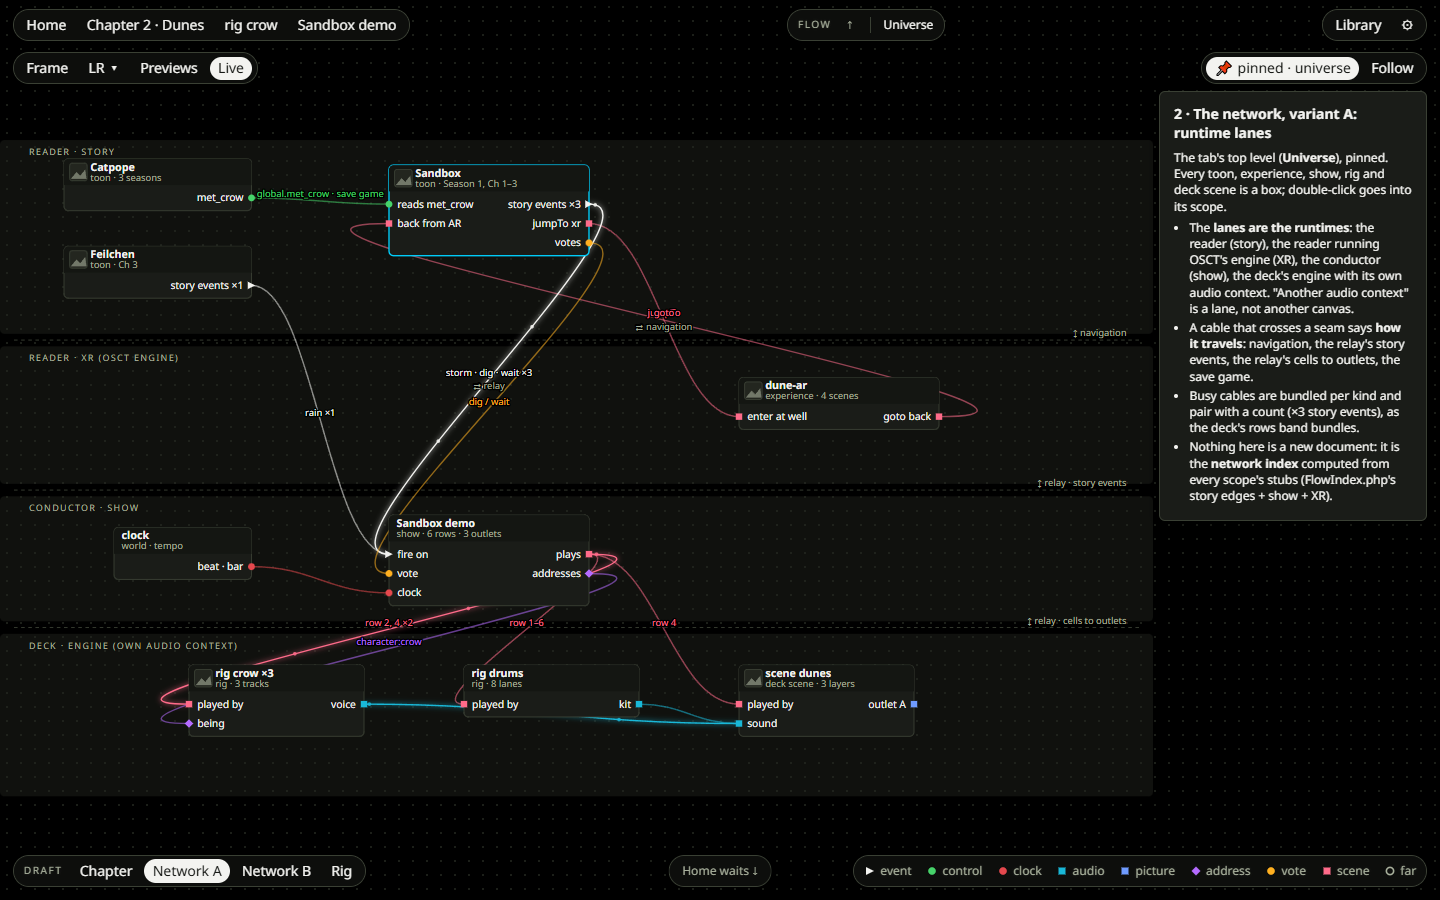 Home Chapter 2 · Dunes rig crow Sandbox demo
FLOW ↑ Universe
Library ⚙
Frame LR ▾ Previews Live
📌 pinned · universe Follow
2 · The network, variant A:
runtime lanes
The tab's top level (Universe), pinned.
Every toon, experience, show, rig and
deck scene is a box; double-click goes into
its scope.
• The lanes are the runtimes: the
reader (story), the reader running
OSCT's engine (XR), the conductor
(show), the deck's engine with its own
audio context. "Another audio context"
is a lane, not another canvas.
• A cable that crosses a seam says how
it travels: navigation, the relay's story
events, the relay's cells to outlets, the
save game.
• Busy cables are bundled per kind and
pair with a count (×3 story events), as
the deck's rows band bundles.
• Nothing here is a new document: it is
the network index computed from
every scope's stubs (FlowIndex.php's
story edges + show + XR).
READER · STORY
Catpope
toon · 3 seasons
met_crow
global.met_crow · save game
Sandbox
toon · Season 1, Ch 1–3
reads met_crow story events ×3
back from AR jumpTo xr
votes
Feilchen
toon · Ch 3
story events ×1
goto
⇄ navigation
↕ navigation
READER · XR (OSCT ENGINE)
storm · dig · wait ×3
⇄ relay
dig / wait
rain ×1
dune-ar
experience · 4 scenes
enter at well goto back
↕ relay · story events
CONDUCTOR · SHOW
clock
world · tempo
beat · bar
Sandbox demo
show · 6 rows · 3 outlets
fire on plays
vote addresses
clock
row 2, 4 ×2
row 1–6
row 4
↕ relay · cells to outlets
character:crow
DECK · ENGINE (OWN AUDIO CONTEXT)
rig crow ×3
rig · 3 tracks
played by voice
being
rig drums
rig · 8 lanes
played by kit
scene dunes
deck scene · 3 layers
played by outlet A
sound
DRAFT Chapter Network A Network B Rig
Home waits ↓
event control clock audio picture address vote scene far